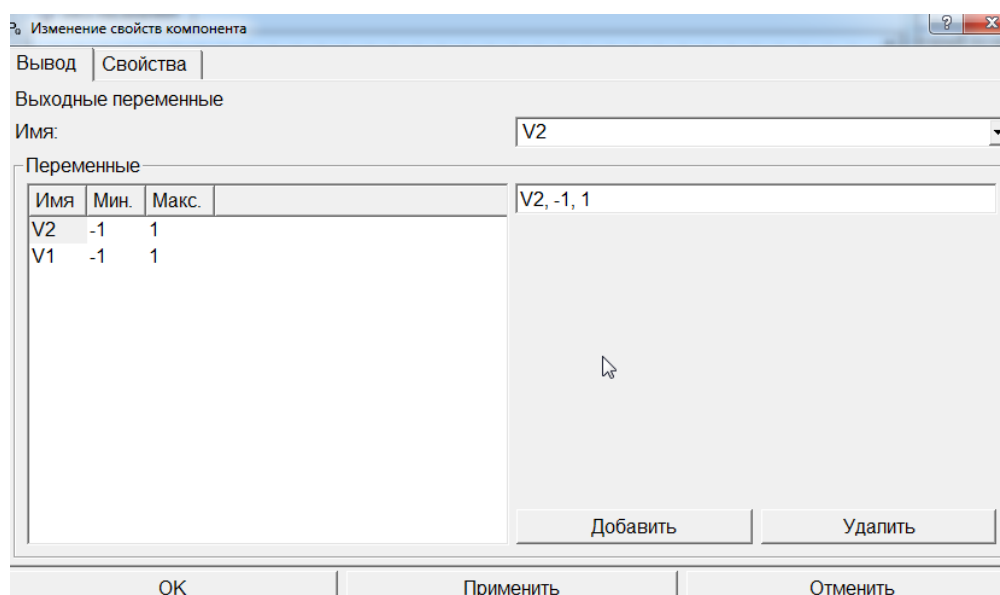 Изменение свойств компонента
Вывод Свойства
Выходные переменные
Имя: V2
Переменные
Имя Мин. Макс. V2, -1, 1
V2 -1 1
V1 -1 1
Добавить Удалить
OK Применить Отменить